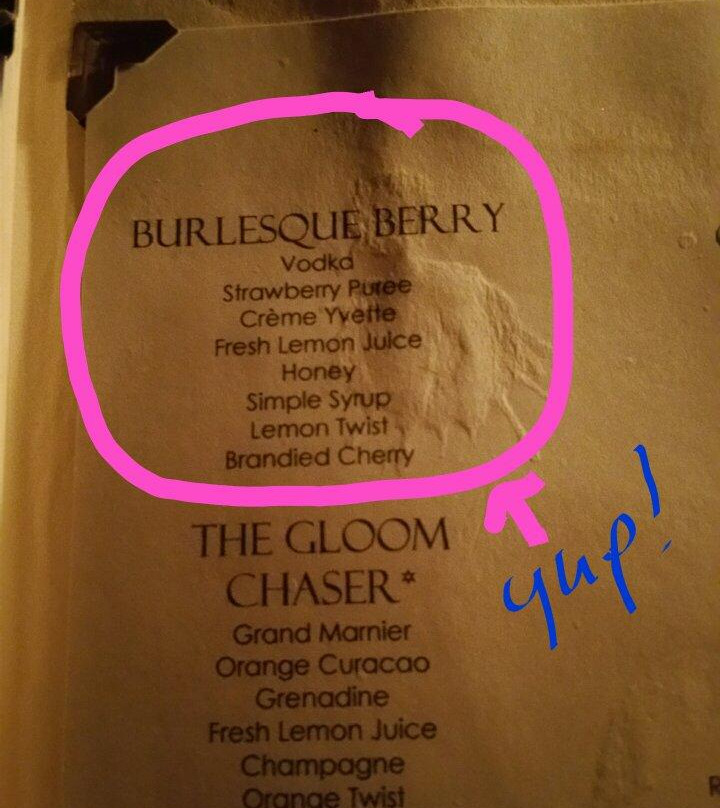 BURLESQUE BERRY
Vodka
Strawberry Puree
Crème Yvette
Fresh Lemon Juice
Honey
Simple Syrup
Lemon Twist
Brandied Cherry
yup!
THE GLOOM
CHASER*
Grand Marnier
Orange Curacao
Grenadine
Fresh Lemon Juice
Champagne
Orange Twist